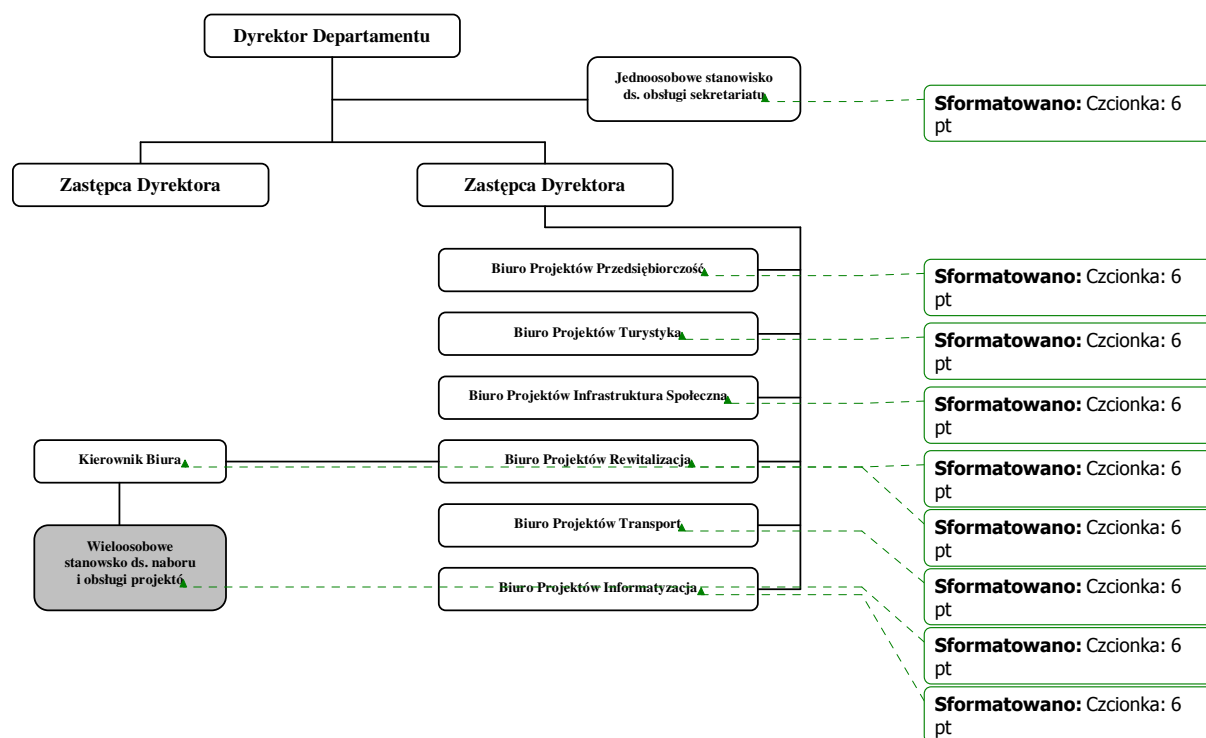 Dyrektor Departamentu
Jednoosobowe stanowisko
ds. obsługi sekretariatu
Sformatowano: Czcionka: 6
pt
Zastępca Dyrektora
Zastępca Dyrektora
Biuro Projektów Przedsiębiorczość
Sformatowano: Czcionka: 6
pt
Biuro Projektów Turystyka
Sformatowano: Czcionka: 6
pt
Biuro Projektów Infrastruktura Społeczna
Sformatowano: Czcionka: 6
pt
Kierownik Biura
Biuro Projektów Rewitalizacja
Sformatowano: Czcionka: 6
pt
Biuro Projektów Transport
Sformatowano: Czcionka: 6
pt
Wieloosobowe
stanowsko ds. naboru
i obsługi projektó
Biuro Projektów Informatyzacja
Sformatowano: Czcionka: 6
pt
Sformatowano: Czcionka: 6
pt
Sformatowano: Czcionka: 6
pt